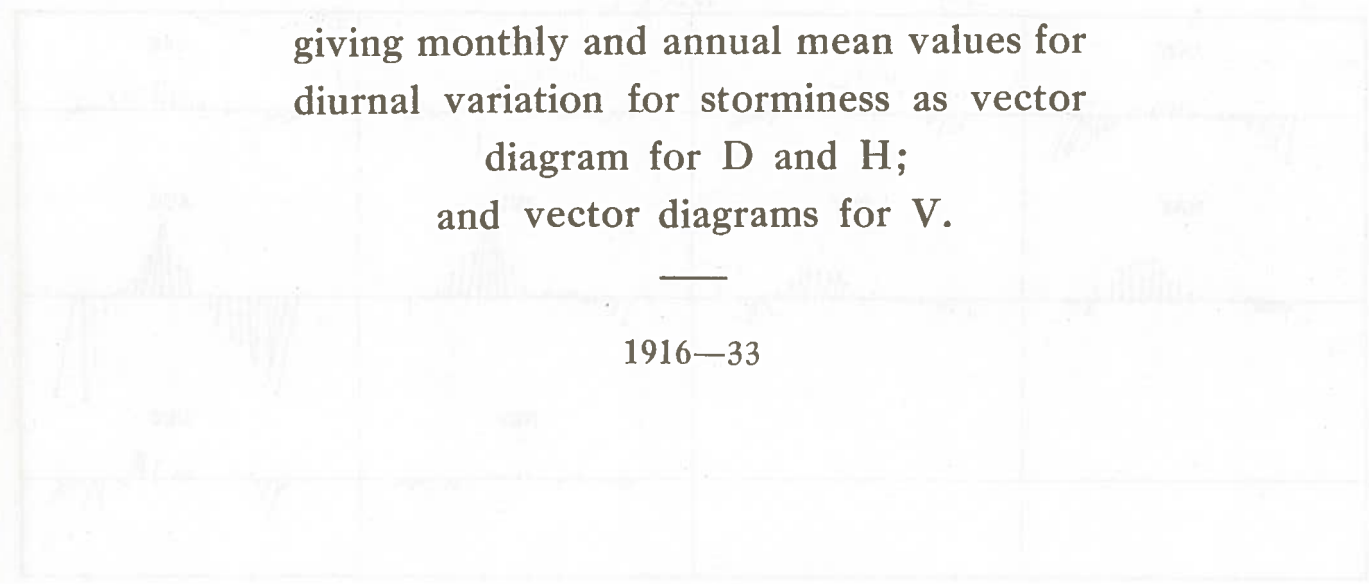 giving monthly and annual mean values for
diurnal variation for storminess as vector
diagram for D and H;
and vector diagrams for V.
1916—33